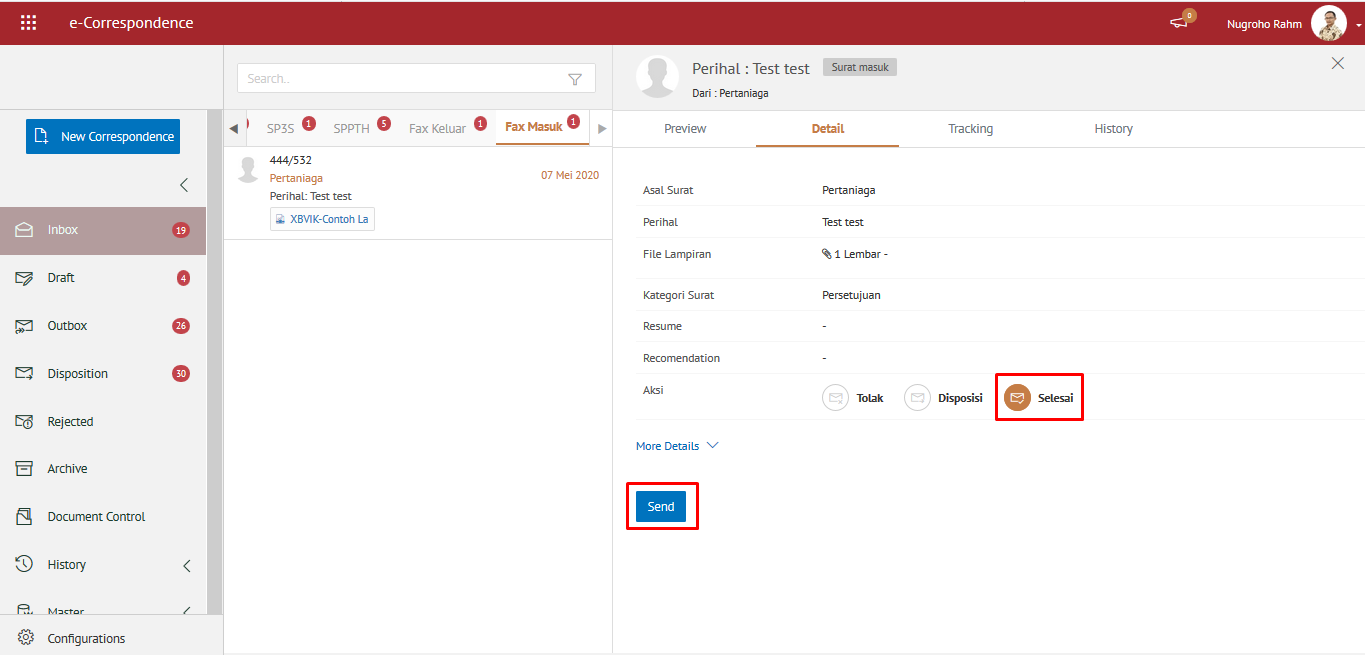 e-Correspondence
0
Nugroho Rahm
New Correspondence
Inbox 19
Draft 4
Outbox 26
Disposition 30
Rejected
Archive
Document Control
History
Master
Configurations
Search..
SP3S 1 SPPTH 5 Fax Keluar 1 Fax Masuk 1
444/532
Pertaniaga 07 Mei 2020
Perihal: Test test
XBVIK-Contoh La
Perihal : Test test Surat masuk
Dari : Pertaniaga
Preview Detail Tracking History
Asal Surat Pertaniaga
Perihal Test test
File Lampiran 1 Lembar -
Kategori Surat Persetujuan
Resume -
Recomendation -
Aksi Tolak Disposisi Selesai
More Details
Send